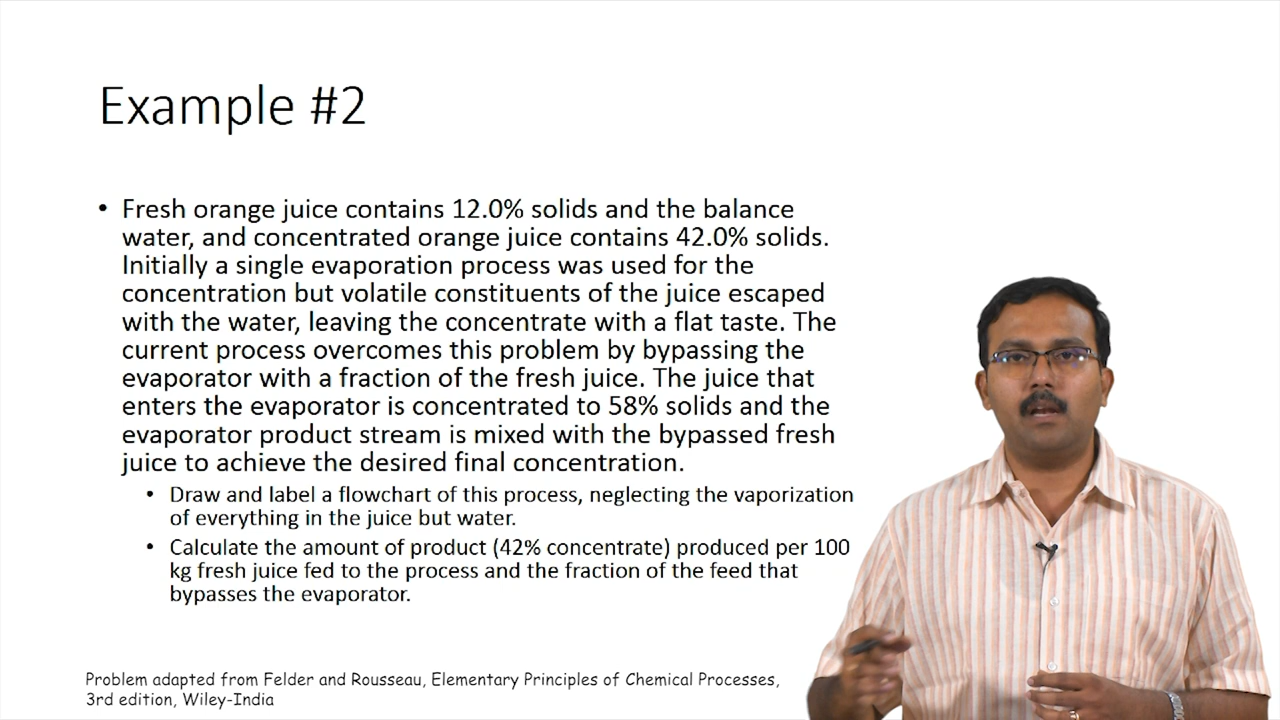 Example #2
• Fresh orange juice contains 12.0% solids and the balance
water, and concentrated orange juice contains 42.0% solids.
Initially a single evaporation process was used for the
concentration but volatile constituents of the juice escaped
with the water, leaving the concentrate with a flat taste. The
current process overcomes this problem by bypassing the
evaporator with a fraction of the fresh juice. The juice that
enters the evaporator is concentrated to 58% solids and the
evaporator product stream is mixed with the bypassed fresh
juice to achieve the desired final concentration.
• Draw and label a flowchart of this process, neglecting the vaporization
of everything in the juice but water.
• Calculate the amount of product (42% concentrate) produced per 100
kg fresh juice fed to the process and the fraction of the feed that
bypasses the evaporator.
Problem adapted from Felder and Rousseau, Elementary Principles of Chemical Processes,
3rd edition, Wiley-India